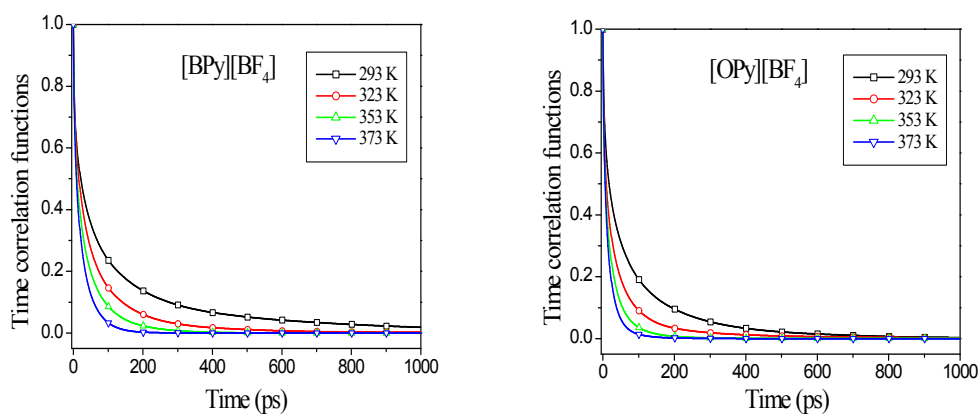 [BPy][BF4]
293 K
323 K
353 K
373 K
Time correlation functions
1.0
0.8
0.6
0.4
0.2
0.0
0 200 400 600 800 1000
Time (ps)
[OPy][BF4]
293 K
323 K
353 K
373 K
Time correlation functions
1.0
0.8
0.6
0.4
0.2
0.0
0 200 400 600 800 1000
Time (ps)